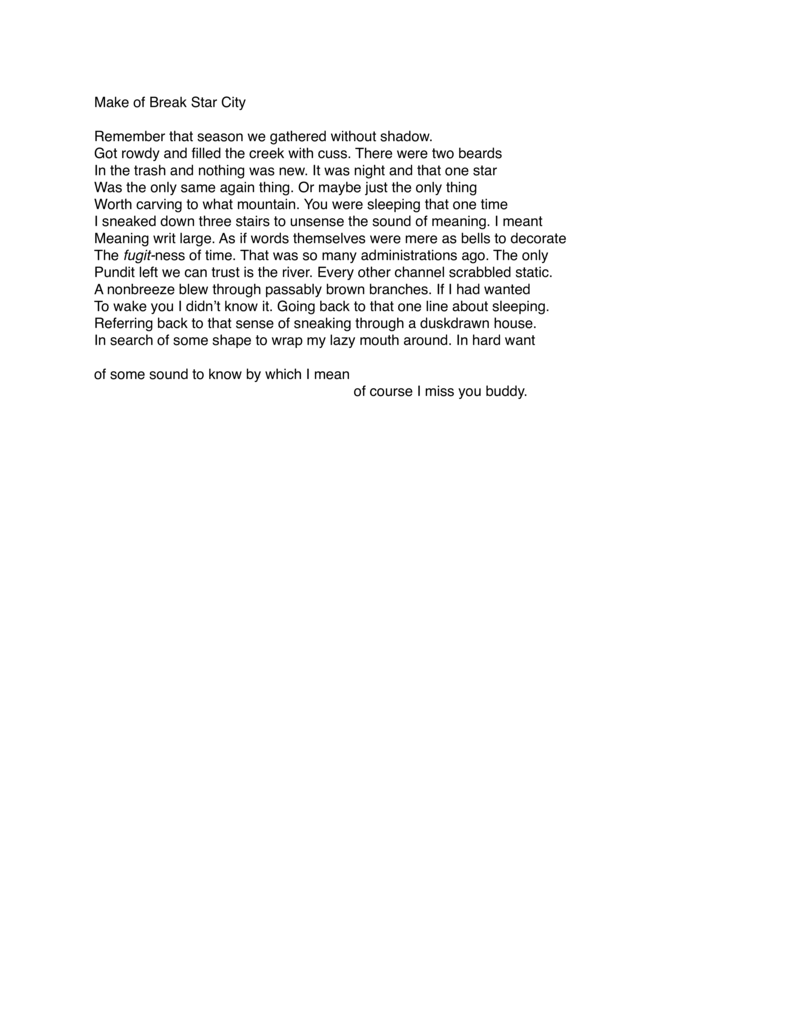 Make of Break Star City
Remember that season we gathered without shadow.
Got rowdy and filled the creek with cuss. There were two beards
In the trash and nothing was new. It was night and that one star
Was the only same again thing. Or maybe just the only thing
Worth carving to what mountain. You were sleeping that one time
I sneaked down three stairs to unsense the sound of meaning. I meant
Meaning writ large. As if words themselves were mere as bells to decorate
The fugit-ness of time. That was so many administrations ago. The only
Pundit left we can trust is the river. Every other channel scrabbled static.
A nonbreeze blew through passably brown branches. If I had wanted
To wake you I didn’t know it. Going back to that one line about sleeping.
Referring back to that sense of sneaking through a duskdrawn house.
In search of some shape to wrap my lazy mouth around. In hard want
of some sound to know by which I mean
of course I miss you buddy.